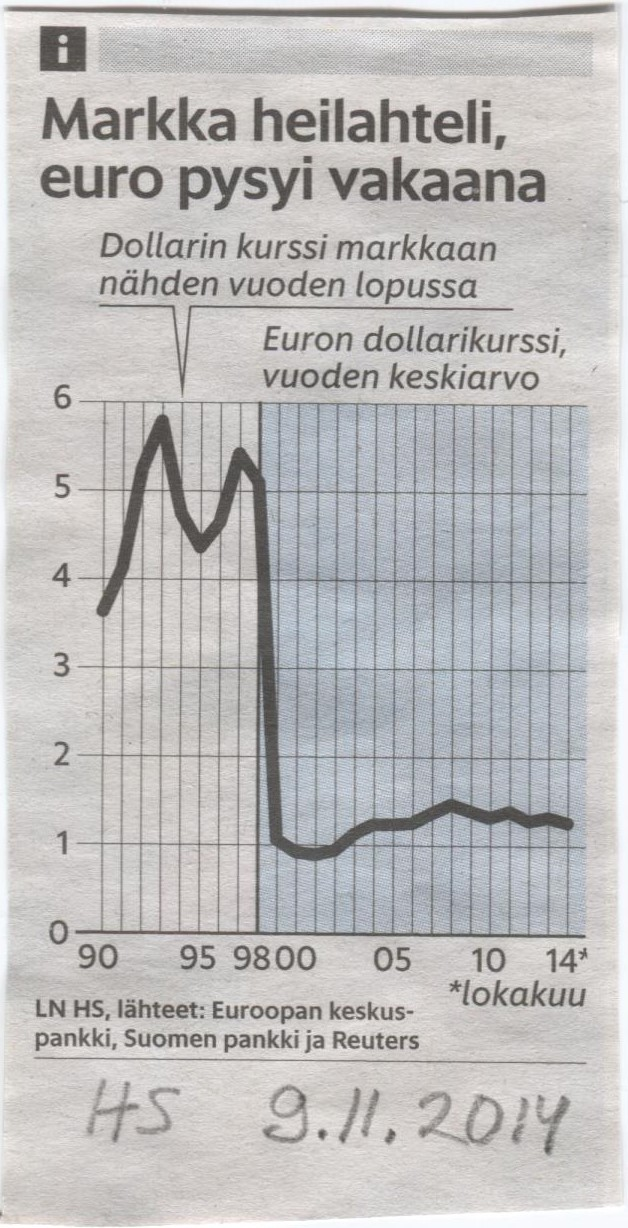 i
Markka heilahteli,
euro pysyi vakaana
Dollarin kurssi markkaan
nähden vuoden lopussa
Euron dollarikurssi,
vuoden keskiarvo
6
5
4
3
2
1
0
90 95 98 00 05 10 14*
*lokakuu
LN HS, lähteet: Euroopan keskus-
pankki, Suomen pankki ja Reuters
HS 9.11.2014